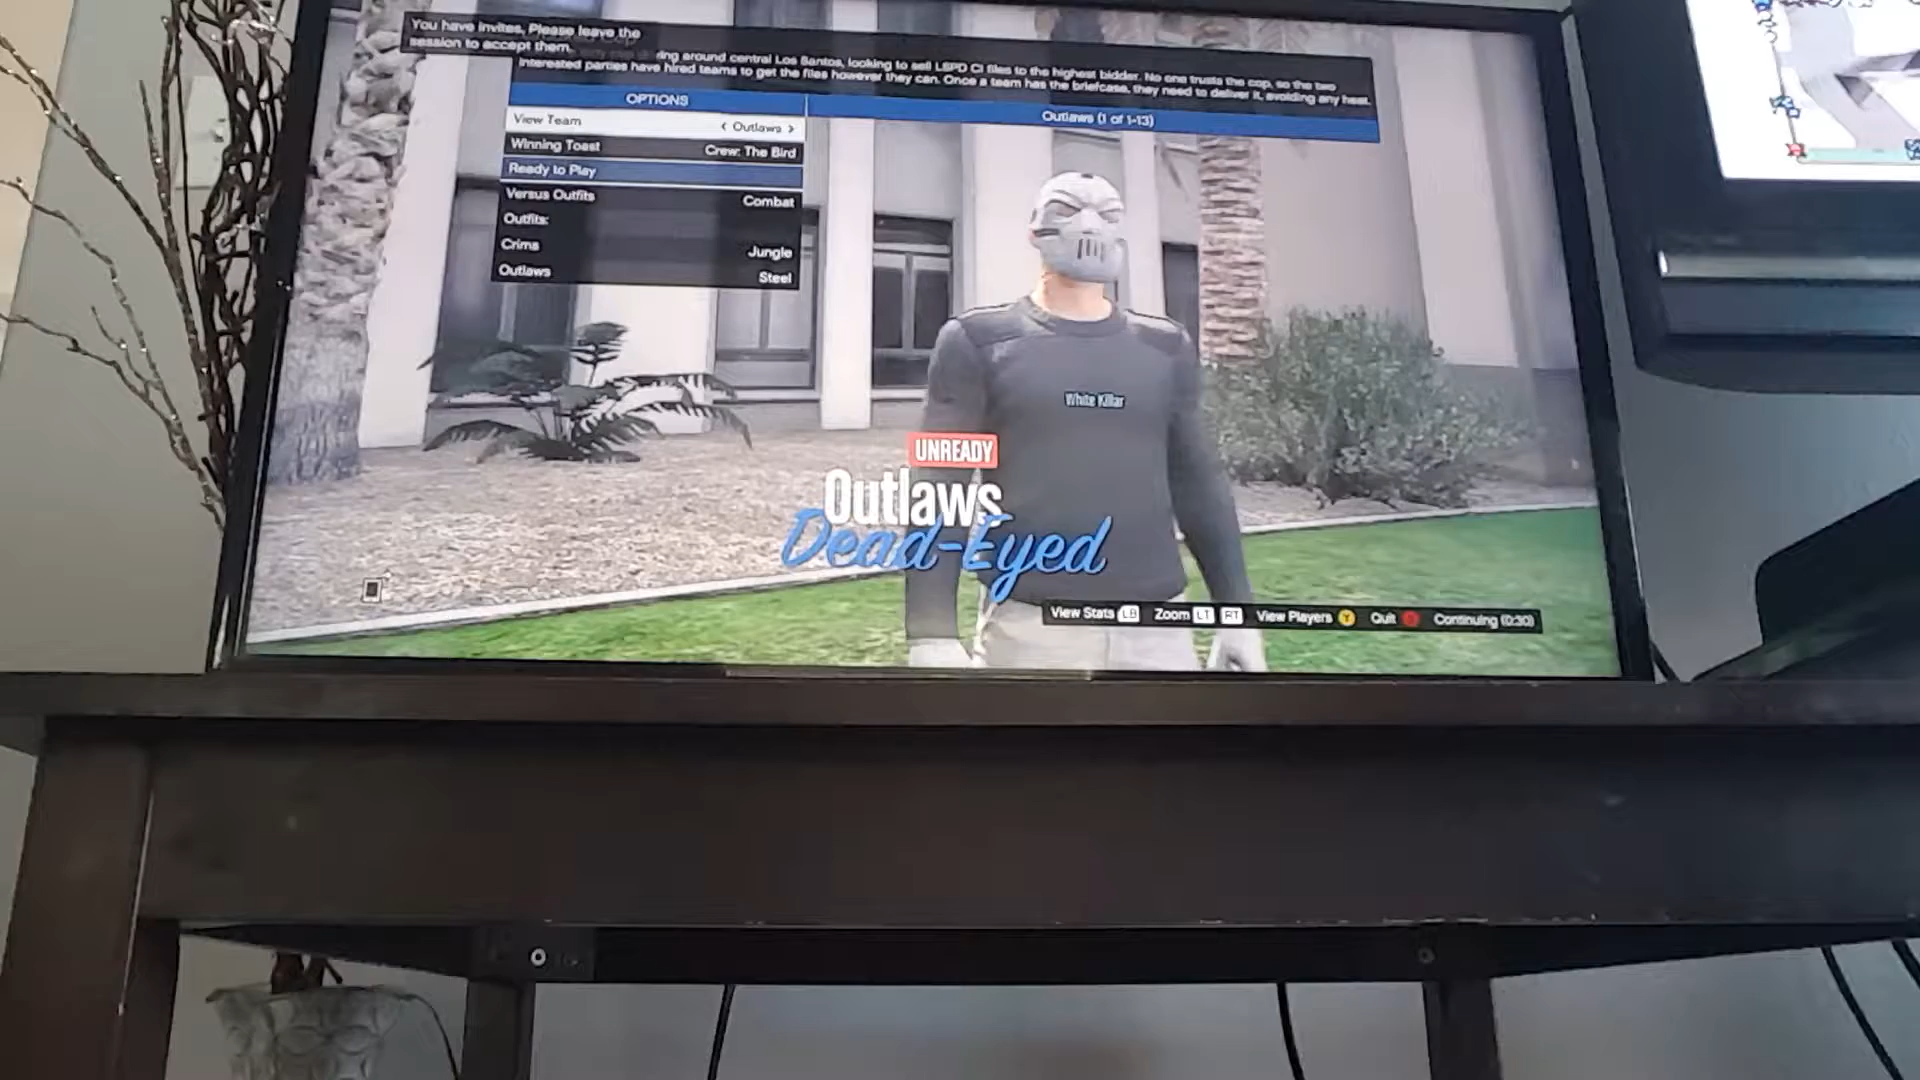 You have invites. Please leave the
session to accept them.
ring around central Los Santos, looking to sell LSPD CI files to the highest bidder. No one trusts the cop, so the two
interested parties have hired teams to get the files however they can. Once a team has the briefcase, they need to deliver it, avoiding any heat.
OPTIONS
Outlaws (1 of 1-13)
View Team < Outlaws >
Winning Toast Crew: The Bird
Ready to Play
Versus Outfits Combat
Outfits:
Crims Jungle
Outlaws Steel
White Killar
UNREADY
Outlaws
Dead-Eyed
View Stats LB Zoom LT RT View Players Y Quit Continuing (0:30)